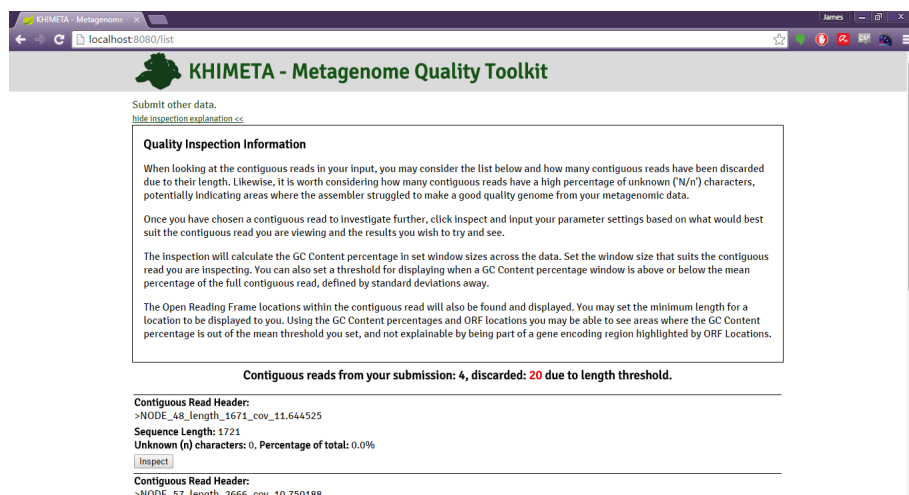 KHIMETA - Metagenome
James
localhost:8080/list
KHIMETA - Metagenome Quality Toolkit
Submit other data.
hide inspection explanation <<
Quality Inspection Information
When looking at the contiguous reads in your input, you may consider the list below and how many contiguous reads have been discarded
due to their length. Likewise, it is worth considering how many contiguous reads have a high percentage of unknown ('N/n') characters,
potentially indicating areas where the assembler struggled to make a good quality genome from your metagenomic data.
Once you have chosen a contiguous read to investigate further, click inspect and input your parameter settings based on what would best
suit the contiguous read you are viewing and the results you wish to try and see.
The inspection will calculate the GC Content percentage in set window sizes across the data. Set the window size that suits the contiguous
read you are inspecting. You can also set a threshold for displaying when a GC Content percentage window is above or below the mean
percentage of the full contiguous read, defined by standard deviations away.
The Open Reading Frame locations within the contiguous read will also be found and displayed. You may set the minimum length for a
location to be displayed to you. Using the GC Content percentages and ORF locations you may be able to see areas where the GC Content
percentage is out of the mean threshold you set, and not explainable by being part of a gene encoding region highlighted by ORF Locations.
Contiguous reads from your submission: 4, discarded: 20 due to length threshold.
Contiguous Read Header:
>NODE_48_length_1671_cov_11.644525
Sequence Length: 1721
Unknown (n) characters: 0, Percentage of total: 0.0%
Inspect
Contiguous Read Header:
>NODE_57_length_2666_cov_10.750188